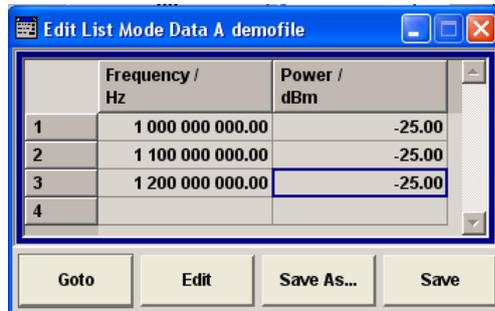 Edit List Mode Data A demofile
Frequency / Power /
Hz dBm
1 1 000 000 000.00 -25.00
2 1 100 000 000.00 -25.00
3 1 200 000 000.00 -25.00
4
Goto Edit Save As... Save